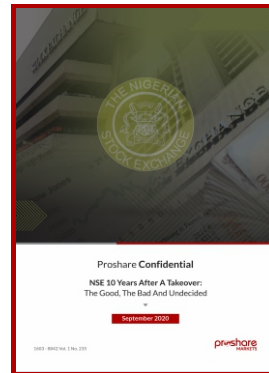 THE NIGERIAN
STOCK EXCHANGE
Proshare Confidential
NSE 10 Years After A Takeover:
The Good, The Bad And Undecided
September 2020
proshare
MARKETS